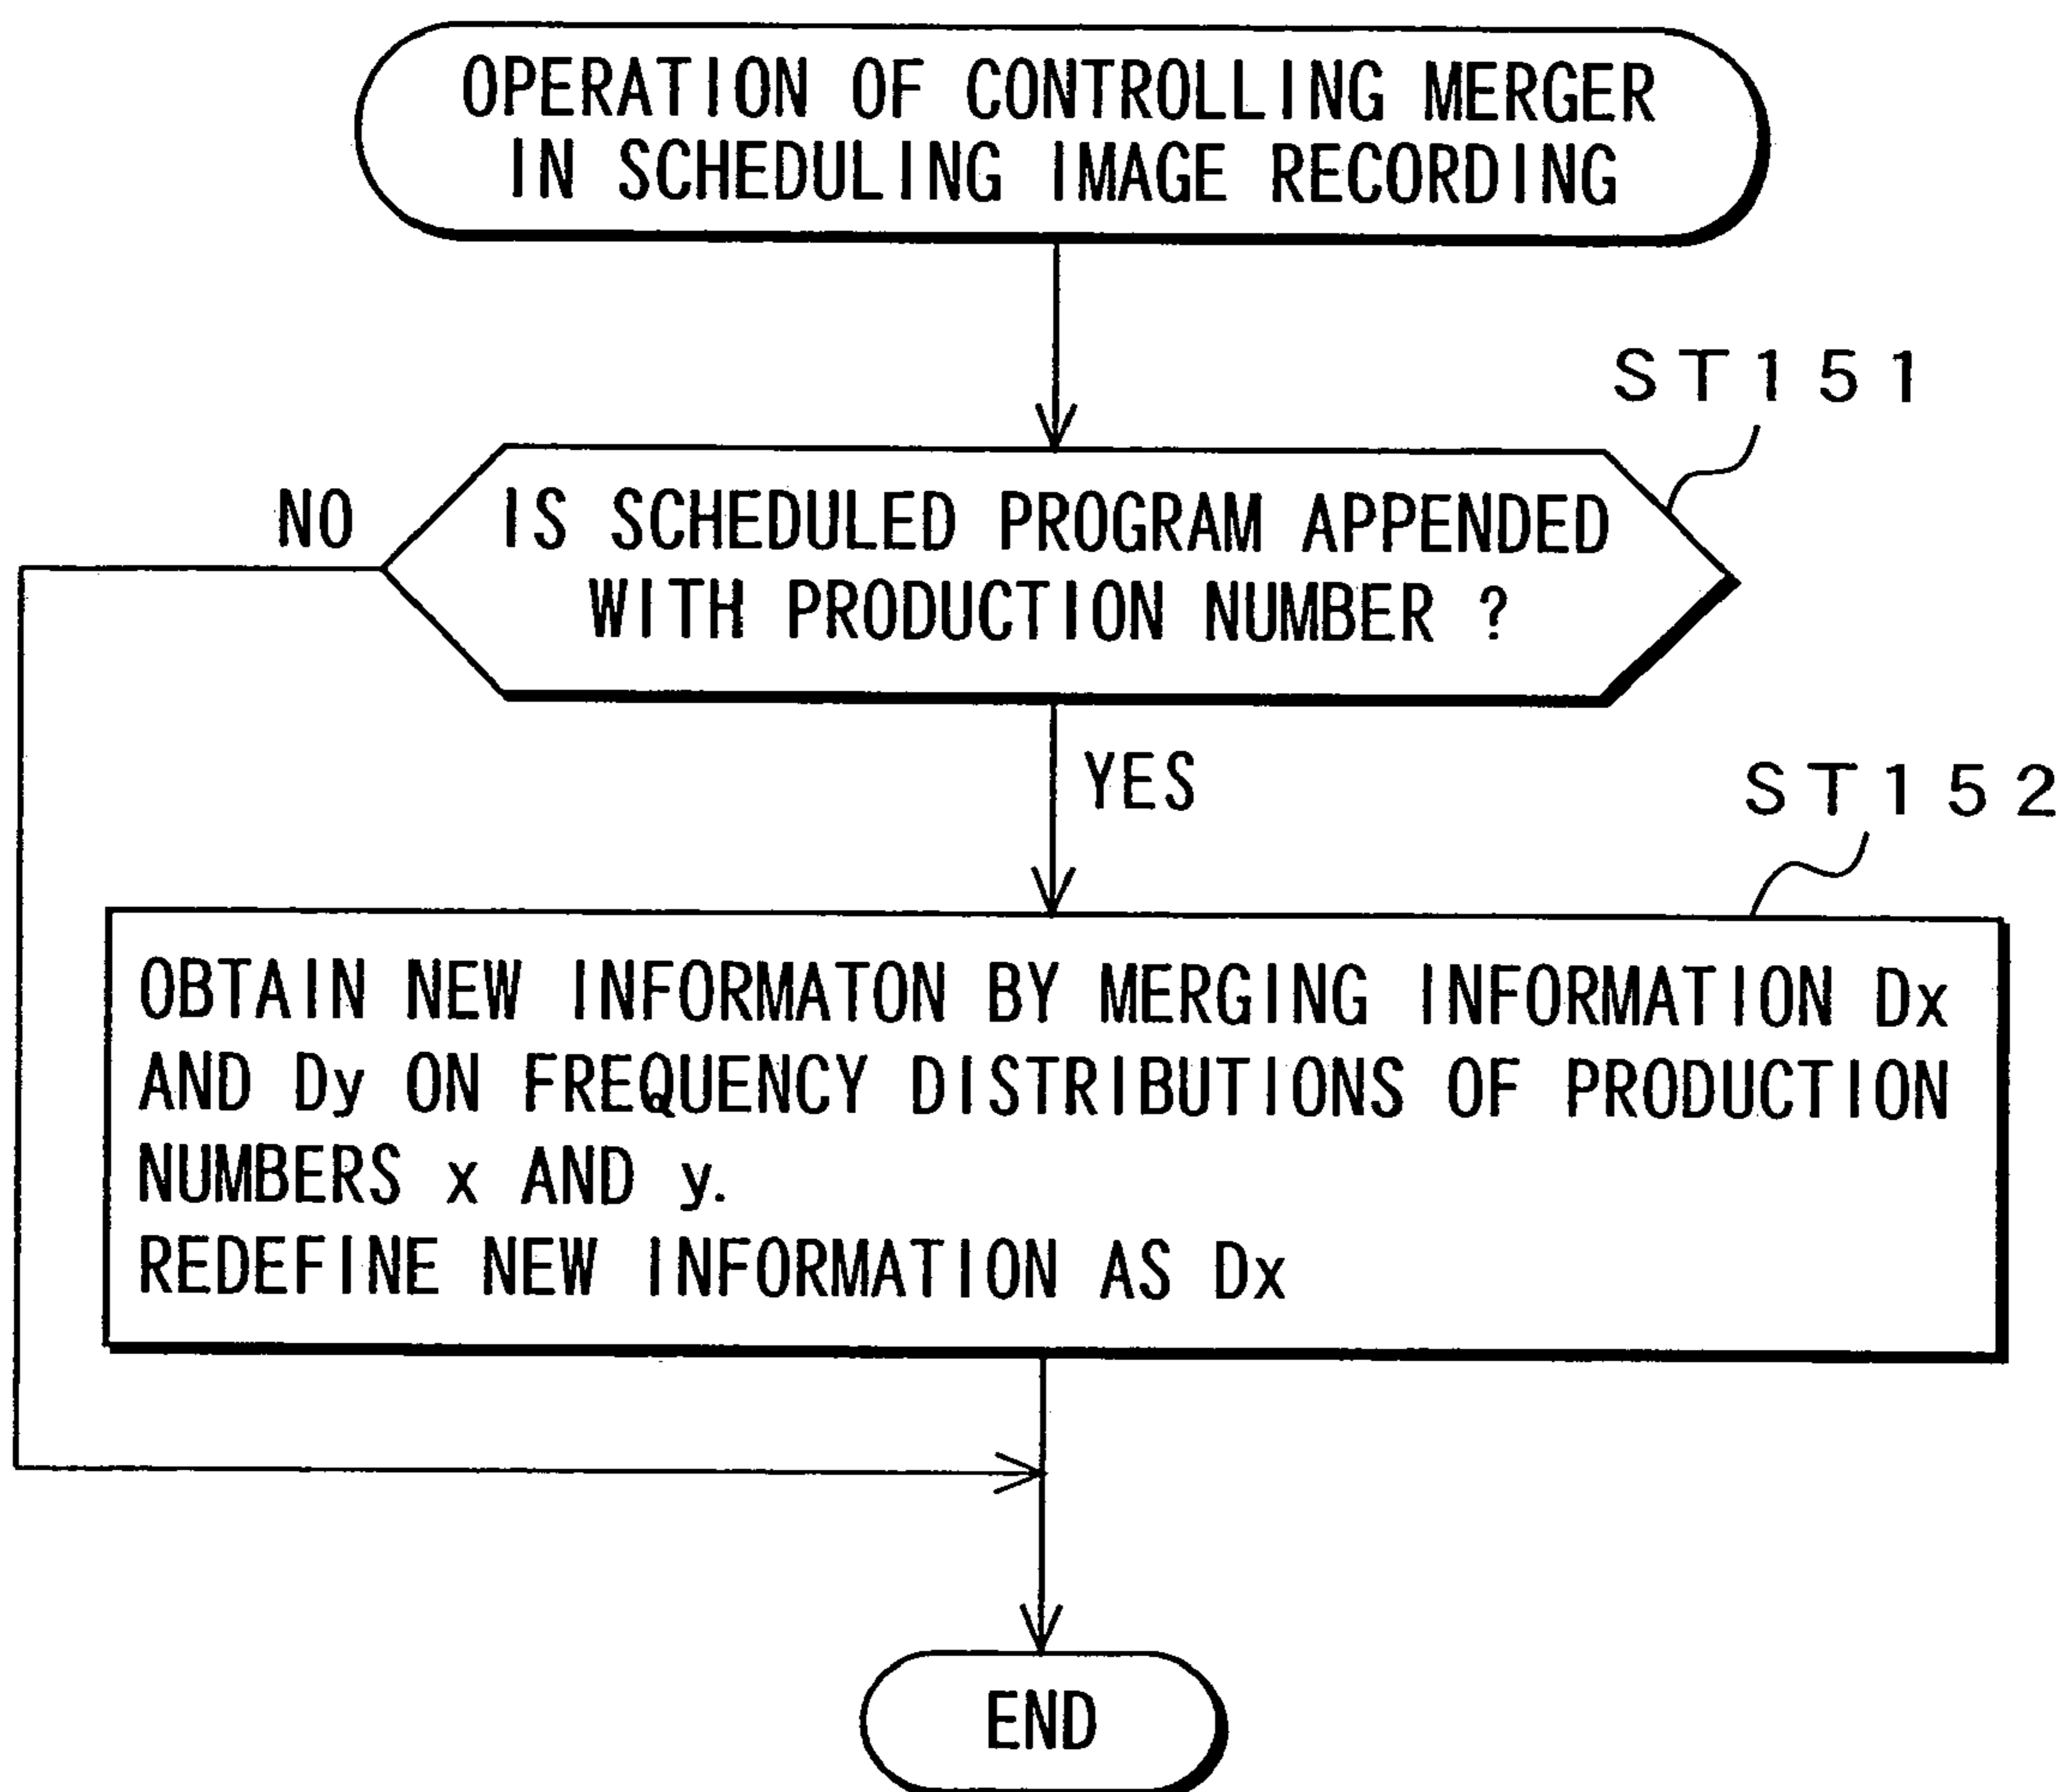 OPERATION OF CONTROLLING MERGER
IN SCHEDULING IMAGE RECORDING
ST151
NO
IS SCHEDULED PROGRAM APPENDED
WITH PRODUCTION NUMBER ?
YES
ST152
OBTAIN NEW INFORMATON BY MERGING INFORMATION Dx
AND Dy ON FREQUENCY DISTRIBUTIONS OF PRODUCTION
NUMBERS x AND y.
REDEFINE NEW INFORMATION AS Dx
END